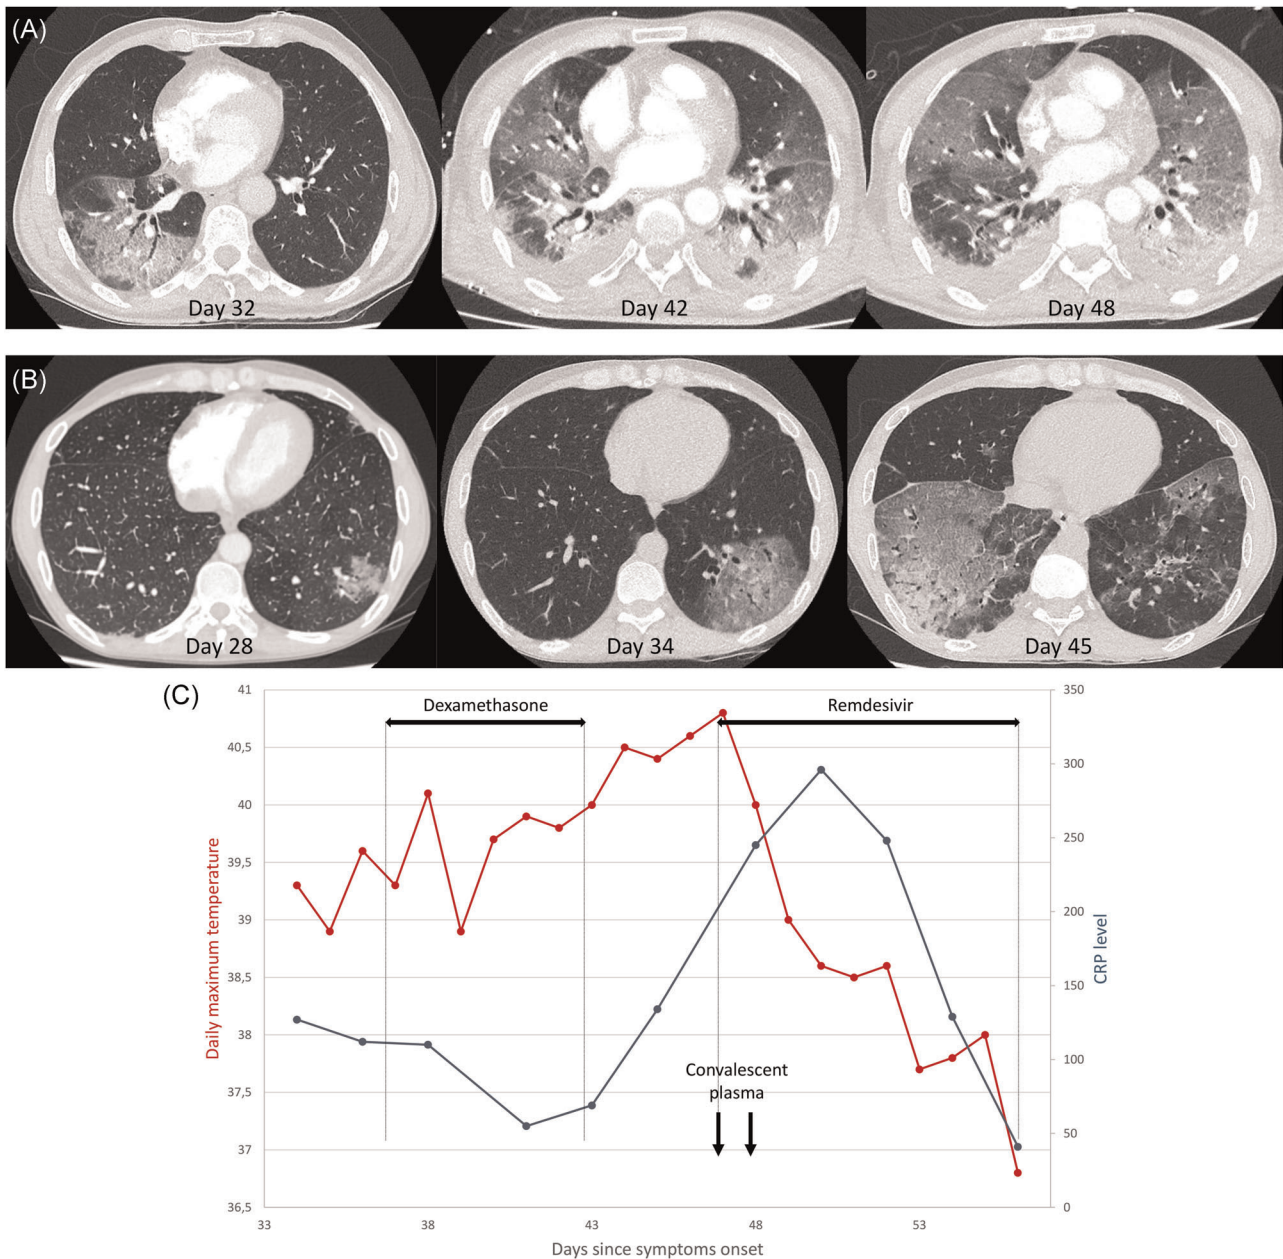 (A)
Day 32
Day 42
Day 48
(B)
Day 28
Day 34
Day 45
(C)
41
40,5
40
39,5
39
38,5
38
37,5
37
36,5
Daily maximum temperature
Dexamethasone
Remdesivir
Convalescent
plasma
350
300
250
200
150
100
50
0
CRP level
33
38
43
48
53
Days since symptoms onset